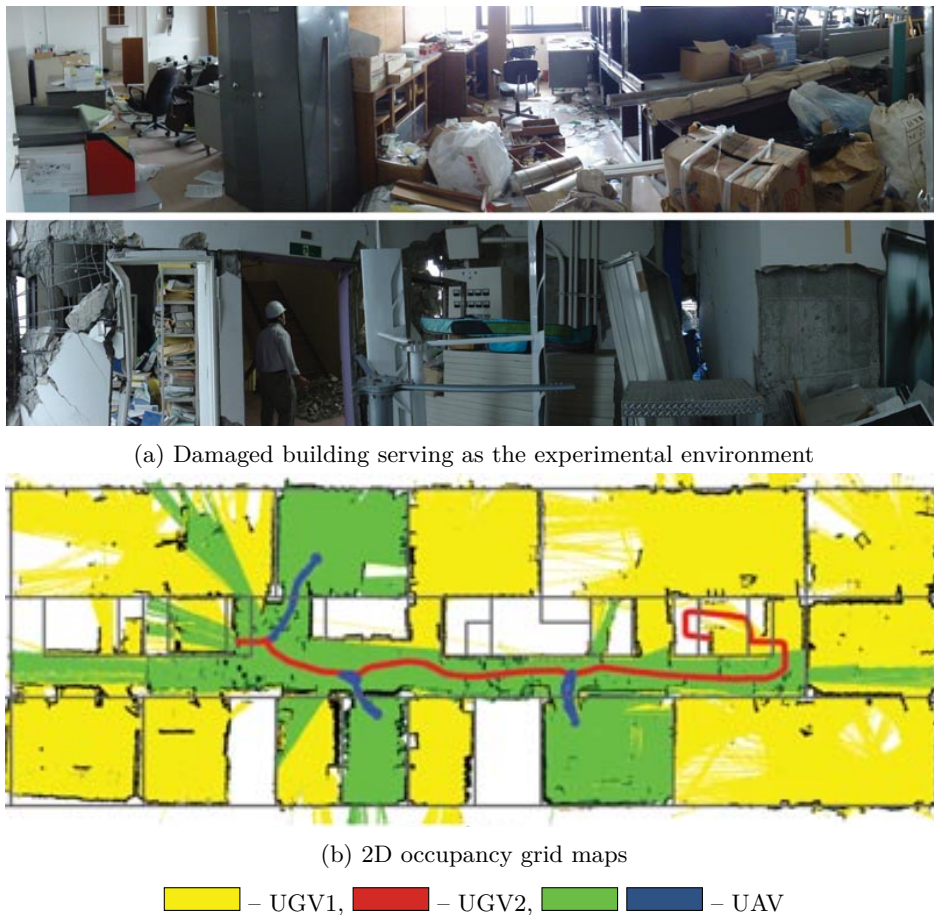 (a) Damaged building serving as the experimental environment
(b) 2D occupancy grid maps
– UGV1, – UGV2, – UAV